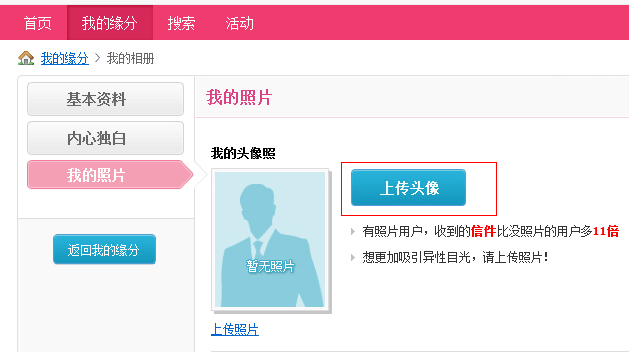 首页 我的缘分 搜索 活动
我的缘分 > 我的相册
基本资料
内心独白
我的照片
返回我的缘分
我的照片
我的头像照
暂无照片
上传照片
上传头像
有照片用户，收到的信件比没照片的用户多11倍
想更加吸引异性目光，请上传照片！